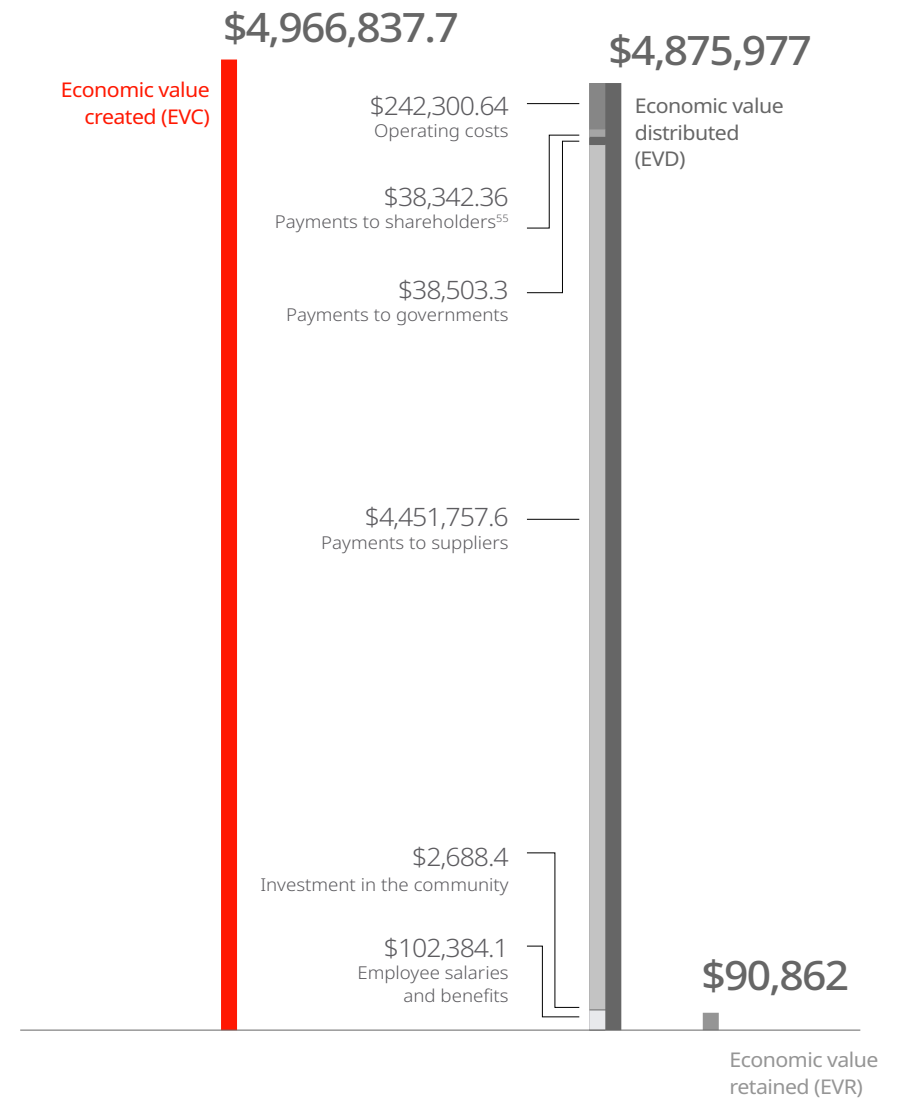 $4,966,837.7
Economic value
created (EVC)
$4,875,977
Economic value
distributed
(EVD)
$242,300.64
Operating costs
$38,342.36
Payments to shareholders⁵⁵
$38,503.3
Payments to governments
$4,451,757.6
Payments to suppliers
$2,688.4
Investment in the community
$102,384.1
Employee salaries
and benefits
$90,862
Economic value
retained (EVR)